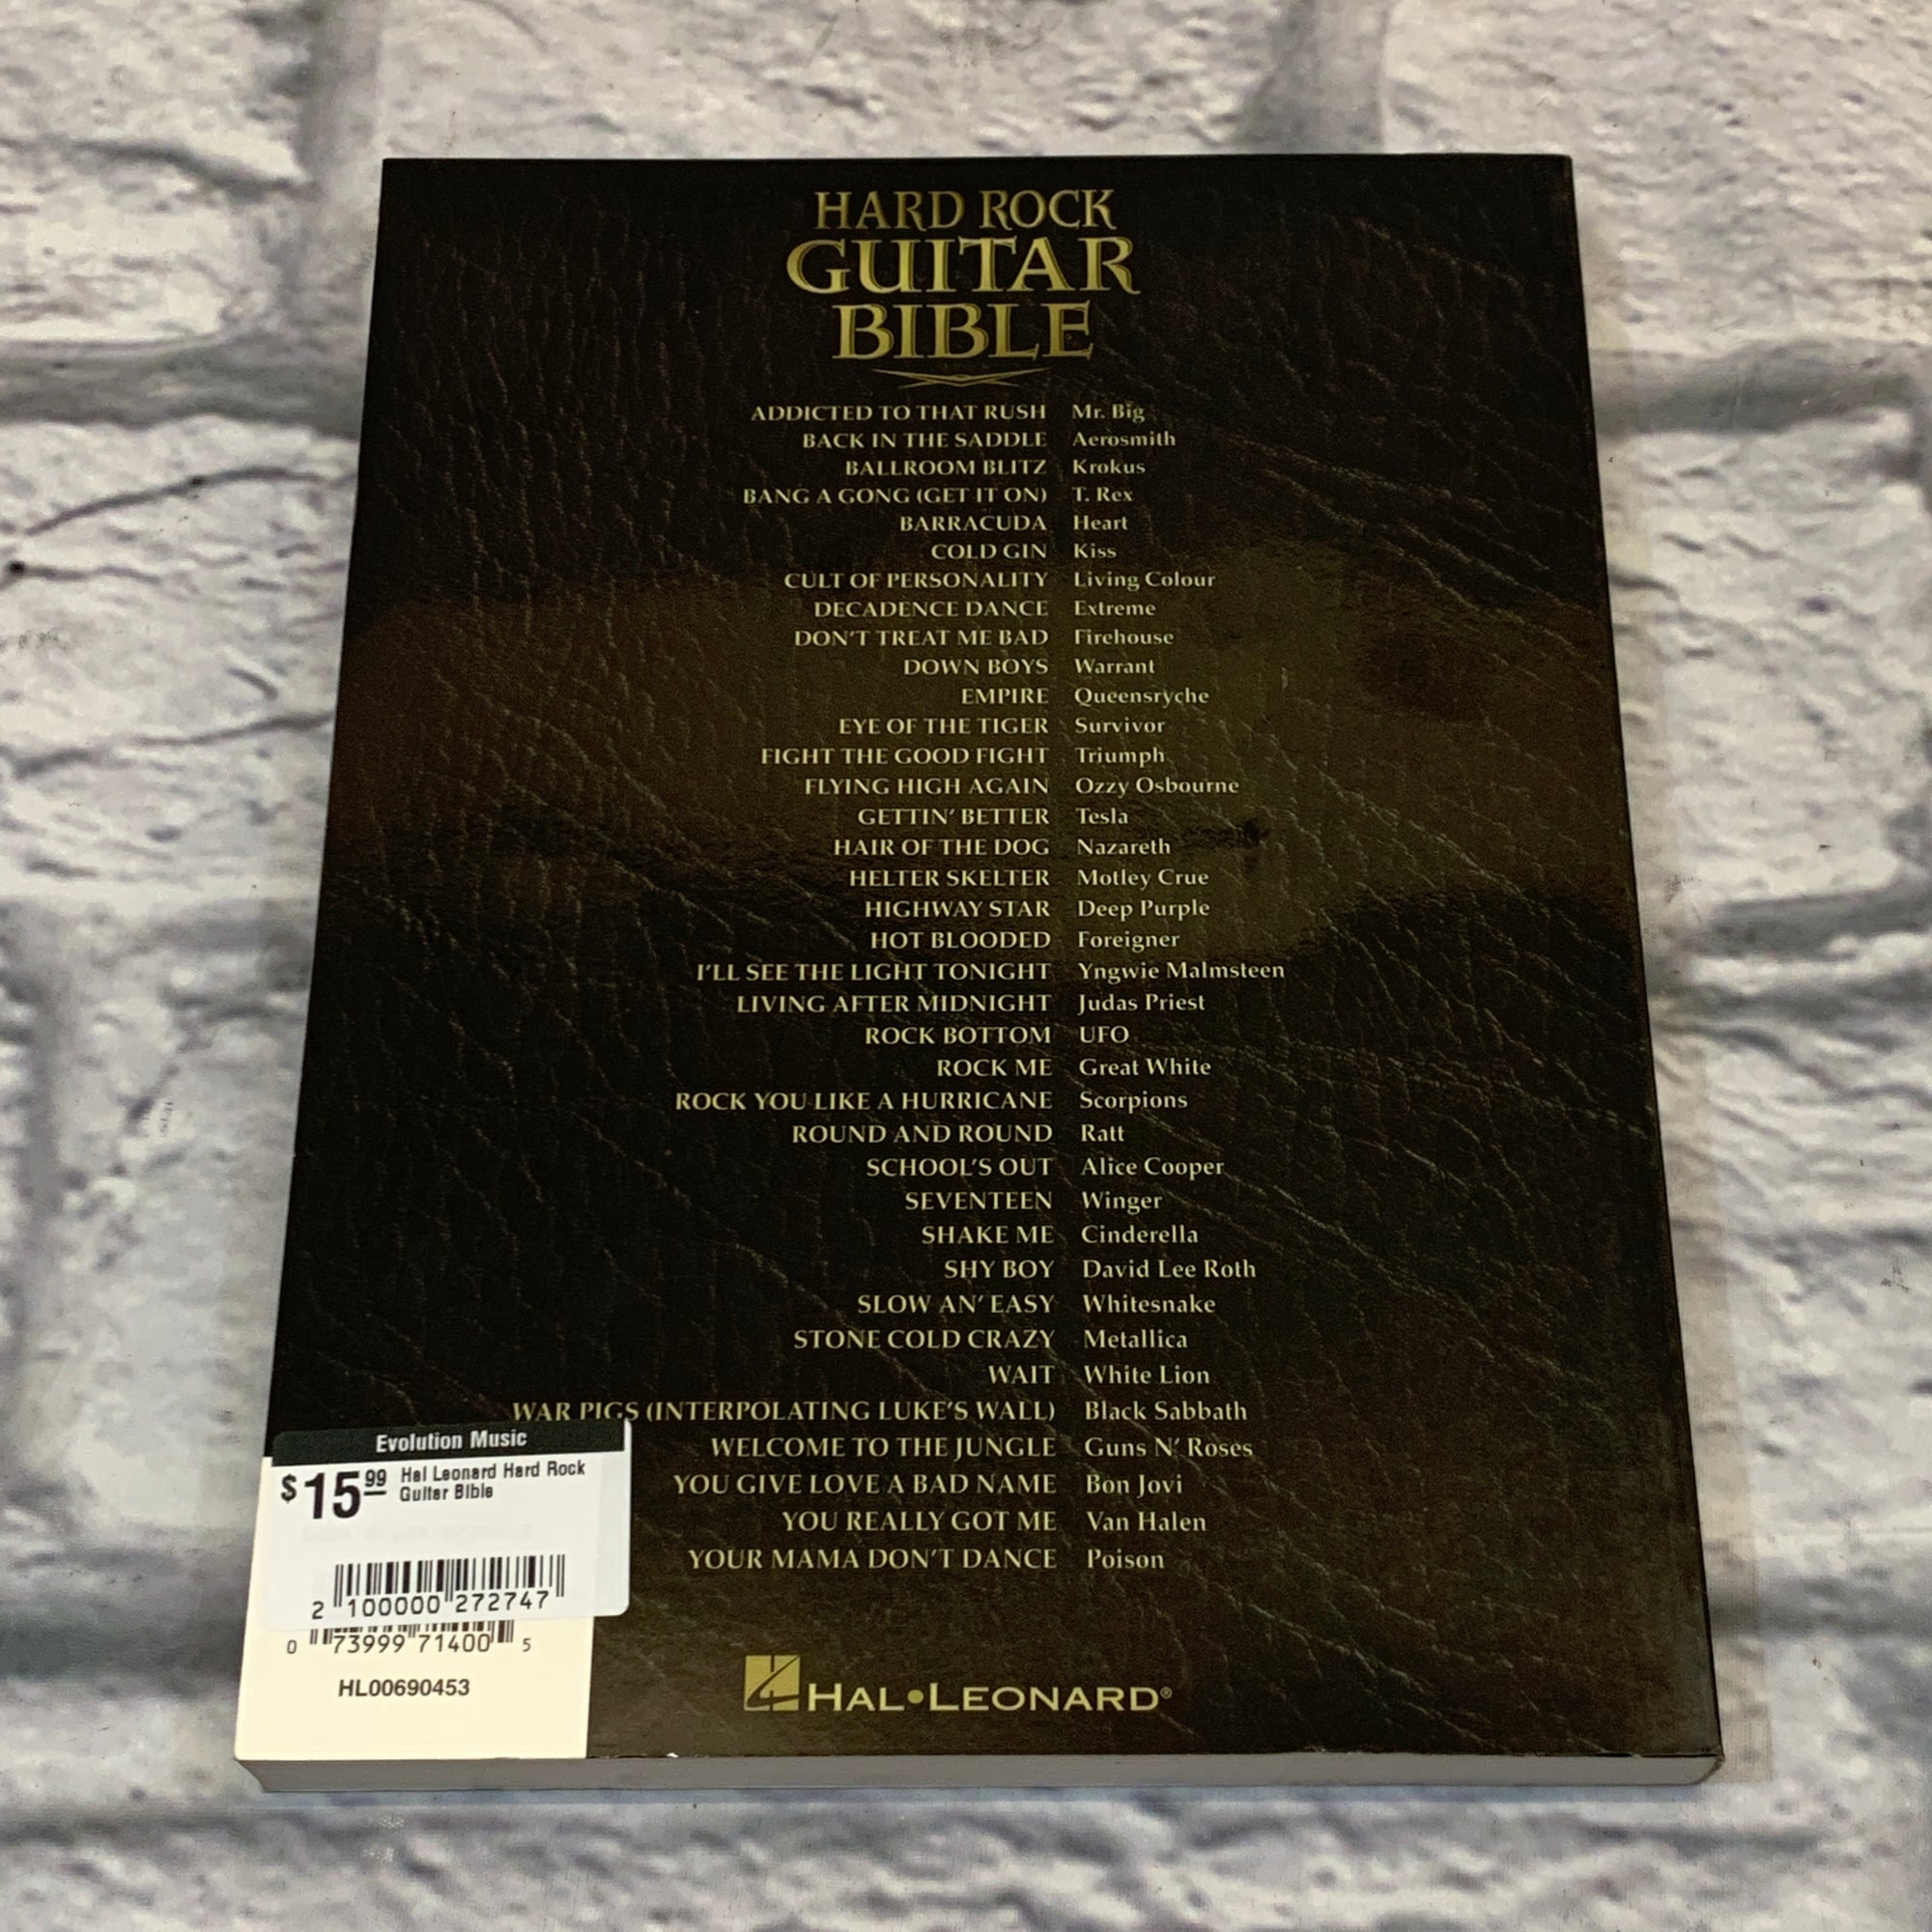 HARD ROCK
GUITAR
BIBLE
ADDICTED TO THAT RUSH Mr. Big
BACK IN THE SADDLE Aerosmith
BALLROOM BLITZ Krokus
BANG A GONG (GET IT ON) T. Rex
BARRACUDA Heart
COLD GIN Kiss
CULT OF PERSONALITY Living Colour
DECADENCE DANCE Extreme
DON'T TREAT ME BAD Firehouse
DOWN BOYS Warrant
EMPIRE Queensryche
EYE OF THE TIGER Survivor
FIGHT THE GOOD FIGHT Triumph
FLYING HIGH AGAIN Ozzy Osbourne
GETTIN' BETTER Tesla
HAIR OF THE DOG Nazareth
HELTER SKELTER Motley Crue
HIGHWAY STAR Deep Purple
HOT BLOODED Foreigner
I'LL SEE THE LIGHT TONIGHT Yngwie Malmsteen
LIVING AFTER MIDNIGHT Judas Priest
ROCK BOTTOM UFO
ROCK ME Great White
ROCK YOU LIKE A HURRICANE Scorpions
ROUND AND ROUND Ratt
SCHOOL'S OUT Alice Cooper
SEVENTEEN Winger
SHAKE ME Cinderella
SHY BOY David Lee Roth
SLOW AN' EASY Whitesnake
STONE COLD CRAZY Metallica
WAIT White Lion
WAR PIGS (INTERPOLATING LUKE'S WALL) Black Sabbath
WELCOME TO THE JUNGLE Guns N' Roses
YOU GIVE LOVE A BAD NAME Bon Jovi
YOU REALLY GOT ME Van Halen
YOUR MAMA DON'T DANCE Poison
Evolution Music
$15.99 Hal Leonard Hard Rock
Guitar Bible
2 100000 272747
0 73999 71400 5
HL00690453
HAL•LEONARD®